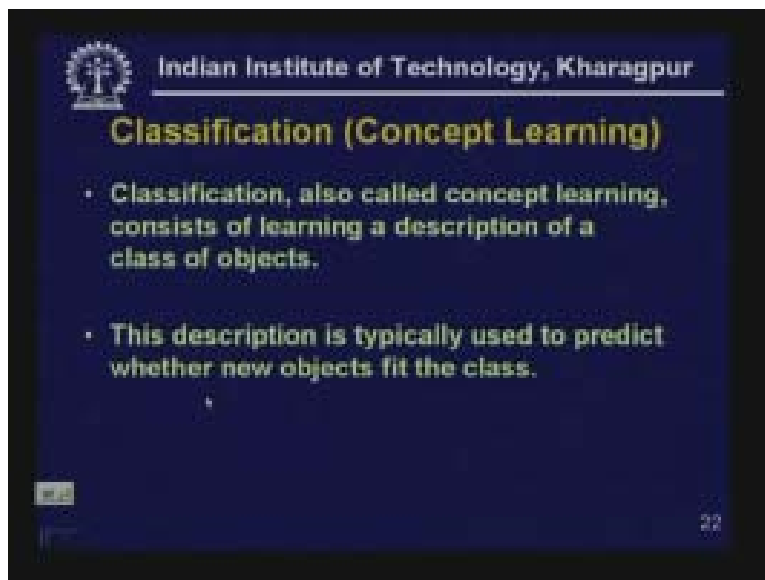 Indian Institute of Technology, Kharagpur
Classification (Concept Learning)
• Classification, also called concept learning,
consists of learning a description of a
class of objects.
• This description is typically used to predict
whether new objects fit the class.
22